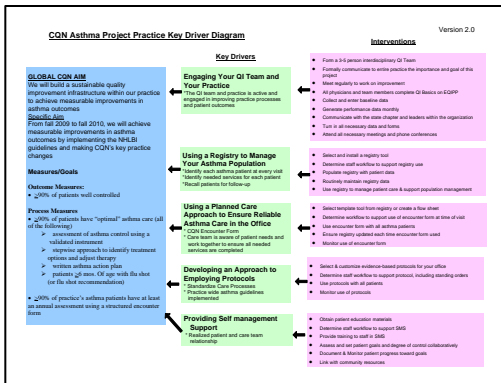 CQN Asthma Project Practice Key Driver Diagram
Version 2.0
Key Drivers
Interventions
GLOBAL CQN AIM
We will build a sustainable quality
improvement infrastructure within our practice
to achieve measurable improvements in
asthma outcomes
Specific Aim
From fall 2009 to fall 2010, we will achieve
measurable improvements in asthma
outcomes by implementing the NHLBI
guidelines and making CQN's key practice
changes
Measures/Goals
Outcome Measures:
• ≥90% of patients well controlled
Process Measures
• ≥90% of patients have "optimal" asthma care (all
of the following)
➢ assessment of asthma control using a
validated instrument
➢ stepwise approach to identify treatment
options and adjust therapy
➢ written asthma action plan
➢ patients ≥6 mos. Of age with flu shot
(or flu shot recommendation)
• ≥90% of practice's asthma patients have at least
an annual assessment using a structured encounter
form
Engaging Your QI Team and
Your Practice
*The QI team and practice is active and
engaged in improving practice processes
and patient outcomes
Using a Registry to Manage
Your Asthma Population
*Identify each asthma patient at every visit
*Identify needed services for each patient
*Recall patients for follow-up
Using a Planned Care
Approach to Ensure Reliable
Asthma Care in the Office
* CQN Encounter Form
* Care team is aware of patient needs and
work together to ensure all needed
services are completed
Developing an Approach to
Employing Protocols
* Standardize Care Processes
* Practice wide asthma guidelines
implemented
Providing Self management
Support
* Realized patient and care team
relationship
• Form a 3-5 person interdisciplinary QI Team
• Formally communicate to entire practice the importance and goal of this
project
• Meet regularly to work on improvement
• All physicians and team members complete QI Basics on EQIPP
• Collect and enter baseline data
• Generate performance data monthly
• Communicate with the state chapter and leaders within the organization
• Turn in all necessary data and forms
• Attend all necessary meetings and phone conferences
• Select and install a registry tool
• Determine staff workflow to support registry use
• Populate registry with patient data
• Routinely maintain registry data
• Use registry to manage patient care & support population management
• Select template tool from registry or create a flow sheet
• Determine workflow to support use of encounter form at time of visit
• Use encounter form with all asthma patients
• Ensure registry updated each time encounter form used
• Monitor use of encounter form
• Select & customize evidence-based protocols for your office
• Determine staff workflow to support protocol, including standing orders
• Use protocols with all patients
• Monitor use of protocols
• Obtain patient education materials
• Determine staff workflow to support SMS
• Provide training to staff in SMS
• Assess and set patient goals and degree of control collaboratively
• Document & Monitor patient progress toward goals
• Link with community resources